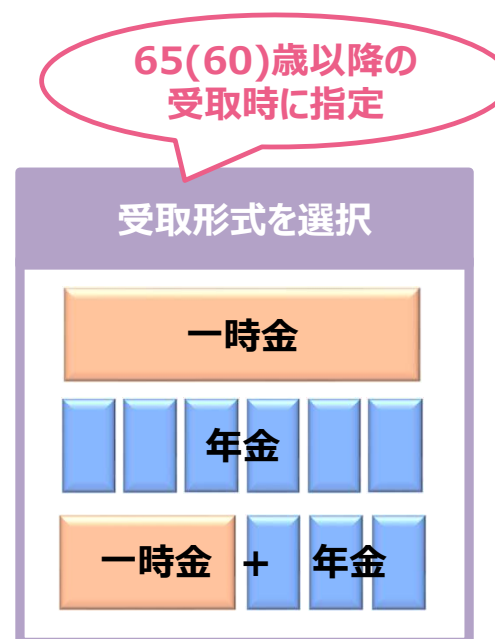 65(60)歳以降の
受取時に指定
受取形式を選択
一時金
年金
一時金 + 年金